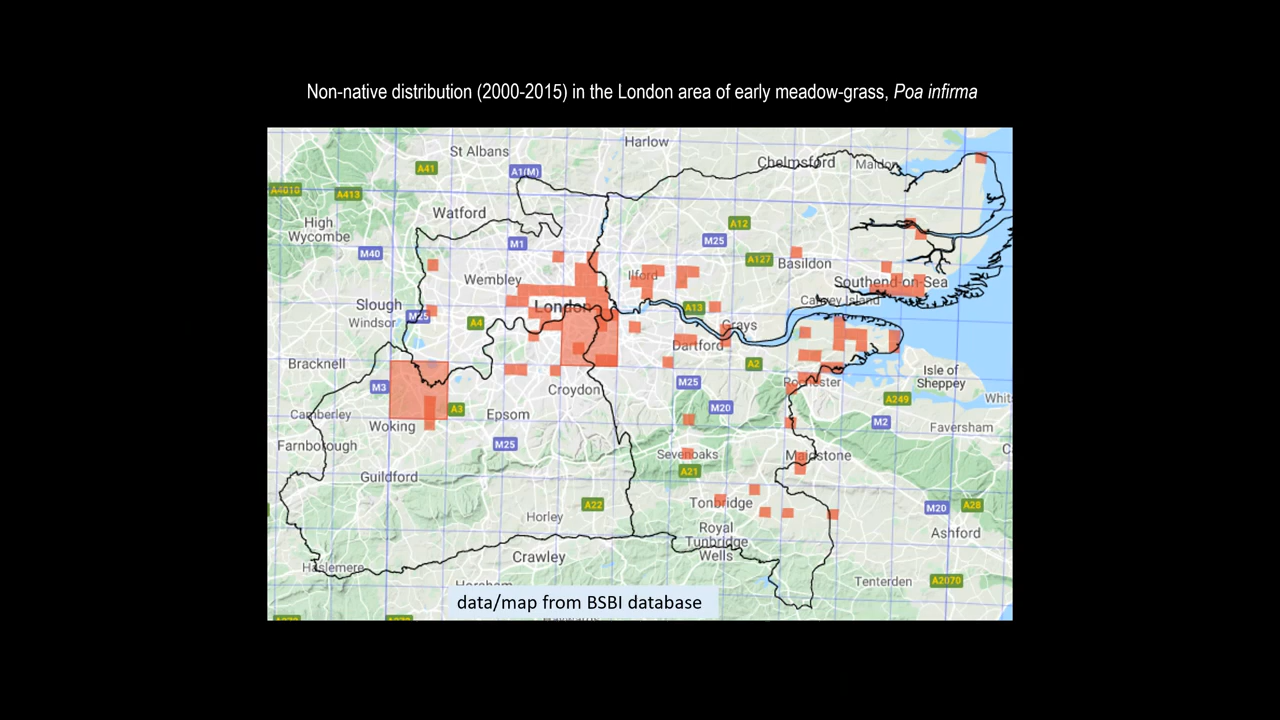 Non-native distribution (2000-2015) in the London area of early meadow-grass, Poa infirma
Harlow
St Albans
Chelmsford
Maldon
A41
A1(M)
A4010
A413
Watford
High
Wycombe
A12
M25
M1
M40
A127
Basildon
Ilford
Wembley
Southend-on-Sea
Slough
London
Canvey Island
A13
M25
Windsor
A4
Grays
Dartford
Bracknell
A2
Isle of
Sheppey
M3
Croydon
M25
Rochester
A249
Whits
Camberley
A3
Epsom
M20
M2
Woking
Faversham
Farnborough
M25
Sevenoaks
Maidstone
A21
Guildford
A22
Tonbridge
M20
A28
Horley
Royal
Tunbridge
Wells
Ashford
Crawley
Haslemere
Tenterden
A2070
data/map from BSBI database